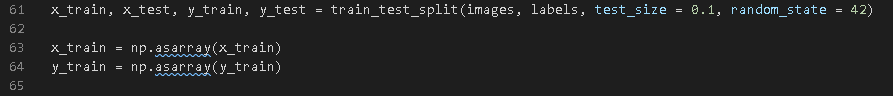 61 x_train, x_test, y_train, y_test = train_test_split(images, labels, test_size = 0.1, random_state = 42)
62
63 x_train = np.asarray(x_train)
64 y_train = np.asarray(y_train)
65